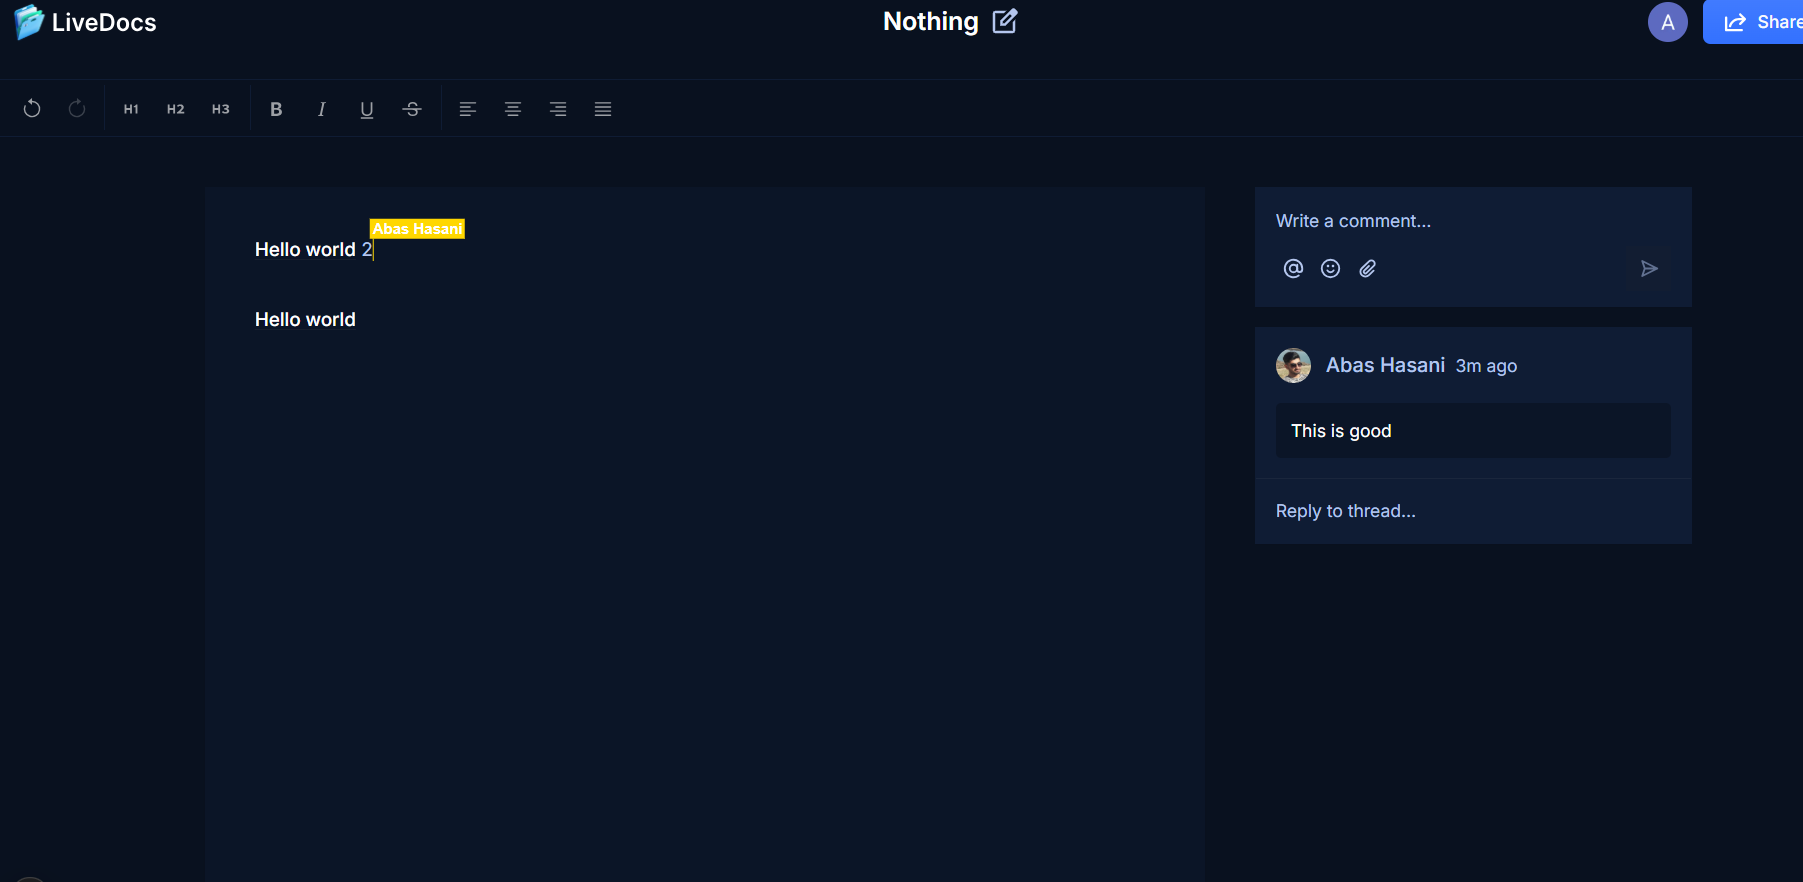 LiveDocs
Nothing
A
Share
H1 H2 H3 B I U S
Abas Hasani
Hello world 2
Hello world
Write a comment...
Abas Hasani 3m ago
This is good
Reply to thread...